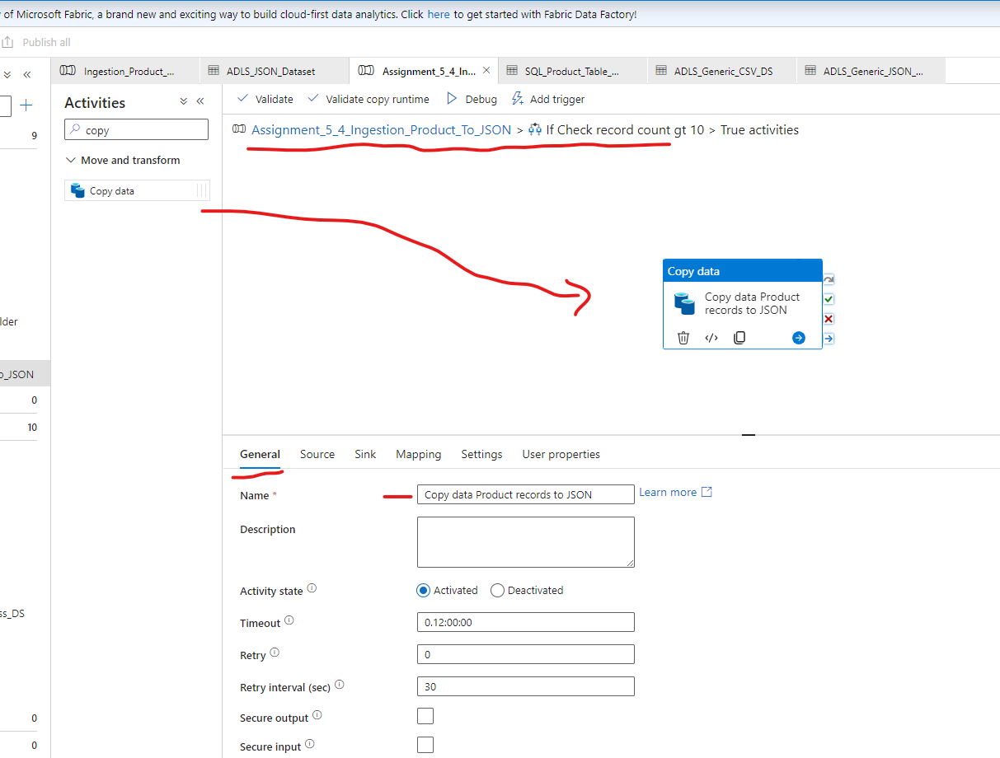 of Microsoft Fabric, a brand new and exciting way to build cloud-first data analytics. Click here to get started with Fabric Data Factory!
Publish all
Ingestion_Product_...
ADLS_JSON_Dataset
Assignment_5_4_In...
SQL_Product_Table_...
ADLS_Generic_CSV_DS
ADLS_Generic_JSON_...
Activities
Validate
Validate copy runtime
Debug
Add trigger
copy
Assignment_5_4_Ingestion_Product_To_JSON > If Check record count gt 10 > True activities
9
Move and transform
Copy data
Copy data
Copy data Product
records to JSON
lder
o_JSON
0
10
General
Source
Sink
Mapping
Settings
User properties
Name *
Copy data Product records to JSON
Learn more
Description
Activity state
Activated
Deactivated
ss_DS
Timeout
0.12:00:00
Retry
0
Retry interval (sec)
30
Secure output
0
Secure input
0